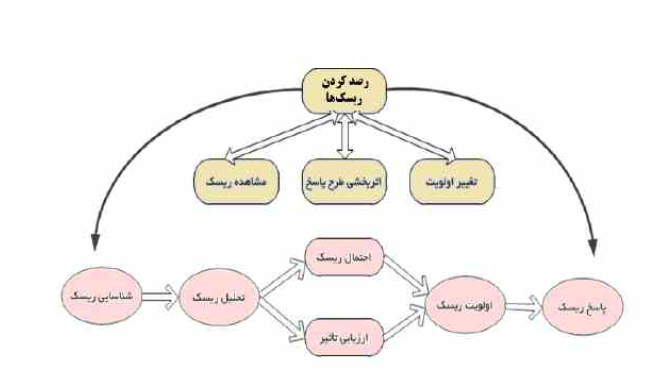 رصد کردن
ریسک‌ها
تغییر اولویت
اثربخشی طرح پاسخ
مشاهده ریسک
احتمال ریسک
شناسایی ریسک
تحلیل ریسک
اولویت ریسک
پاسخ ریسک
ارزیابی تأثیر